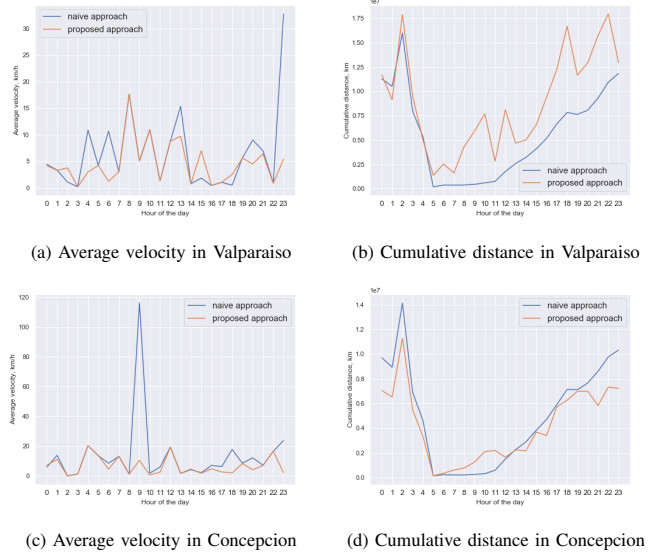 naive approach
proposed approach
Average velocity, km/h
30
25
20
15
10
5
0
0 1 2 3 4 5 6 7 8 9 10 11 12 13 14 15 16 17 18 19 20 21 22 23
Hour of the day
(a) Average velocity in Valparaiso
1e7
Cumulative distance, km
1.75
1.50
1.25
1.00
0.75
0.50
0.25
0.00
naive approach
proposed approach
0 1 2 3 4 5 6 7 8 9 10 11 12 13 14 15 16 17 18 19 20 21 22 23
Hour of the day
(b) Cumulative distance in Valparaiso
naive approach
proposed approach
Average velocity, km/h
120
100
80
60
40
20
0
0 1 2 3 4 5 6 7 8 9 10 11 12 13 14 15 16 17 18 19 20 21 22 23
Hour of the day
(c) Average velocity in Concepcion
1e7
naive approach
proposed approach
Cumulative distance, km
1.4
1.2
1.0
0.8
0.6
0.4
0.2
0.0
0 1 2 3 4 5 6 7 8 9 10 11 12 13 14 15 16 17 18 19 20 21 22 23
Hour of the day
(d) Cumulative distance in Concepcion